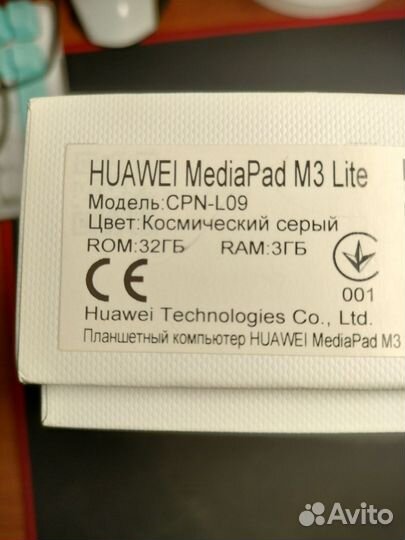 HUAWEI MediaPad M3 Lite
Модель:CPN-L09
Цвет:Космический серый
ROM:32ГБ RAM:3ГБ
CE
001
Huawei Technologies Co., Ltd.
Планшетный компьютер HUAWEI MediaPad M3
Avito